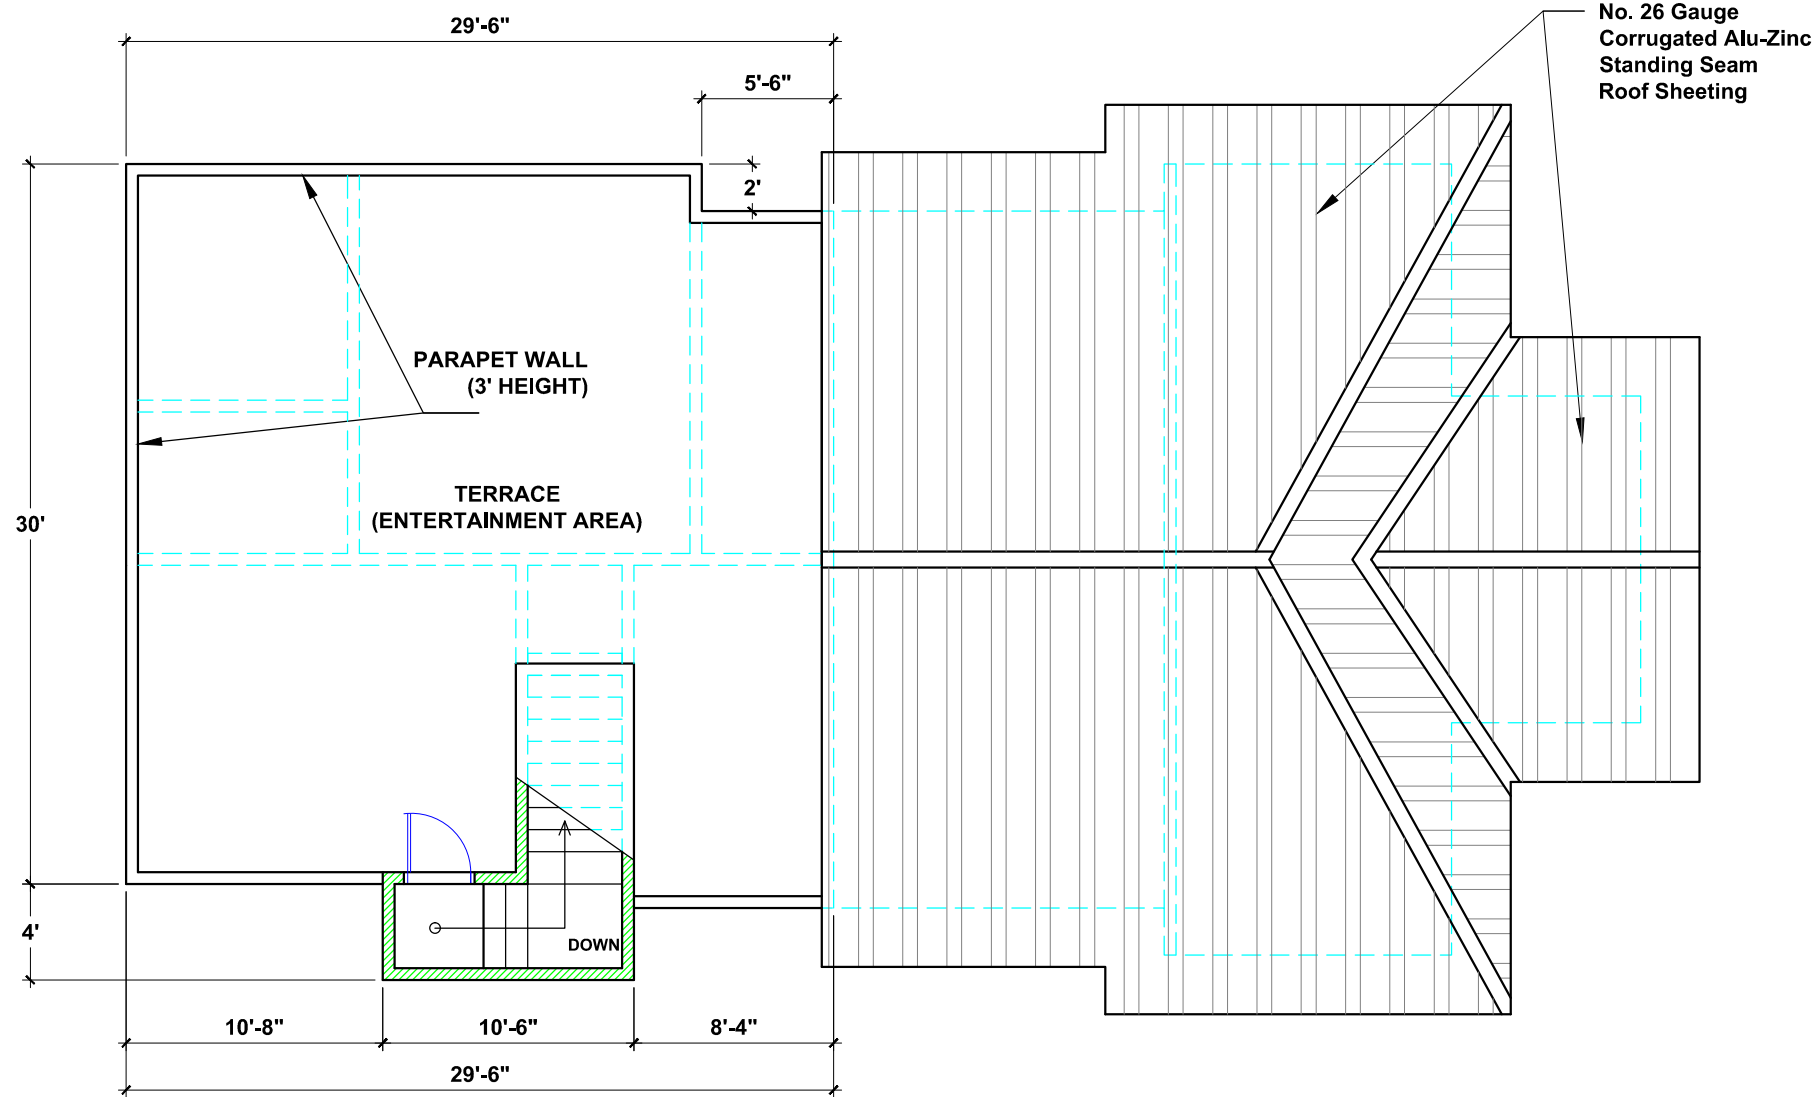 29'-6"
No. 26 Gauge
Corrugated Alu-Zinc
Standing Seam
Roof Sheeting
5'-6"
2'
PARAPET WALL
(3' HEIGHT)
TERRACE
(ENTERTAINMENT AREA)
30'
4'
DOWN
10'-8"
10'-6"
8'-4"
29'-6"